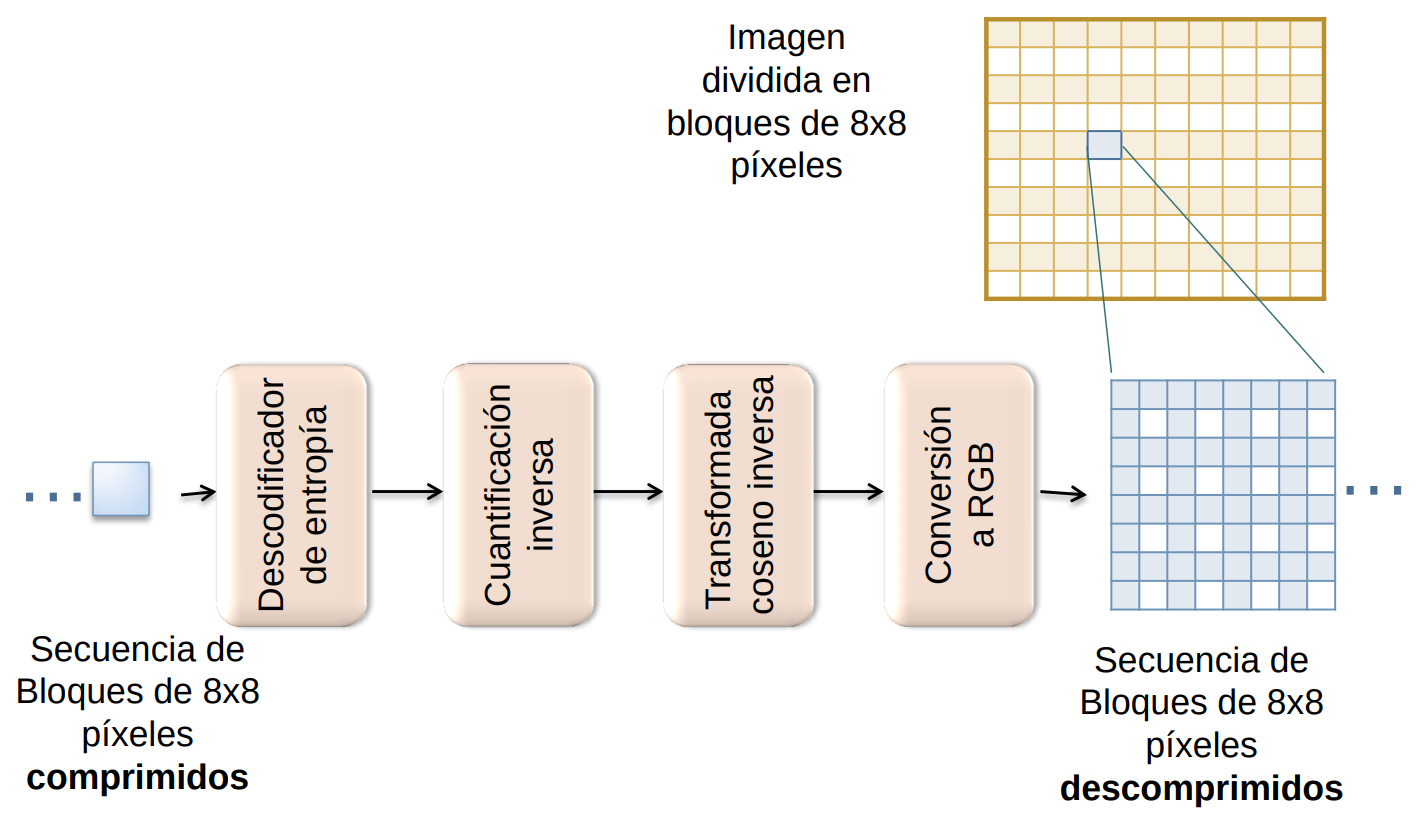 Imagen
dividida en
bloques de 8x8
píxeles
Descodificador
de entropía
Cuantificación
inversa
Transformada
coseno inversa
Conversión
a RGB
Secuencia de
Bloques de 8x8
píxeles
comprimidos
Secuencia de
Bloques de 8x8
píxeles
descomprimidos